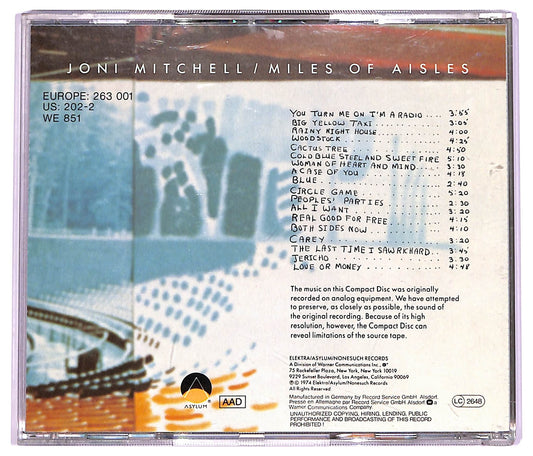 JONI MITCHELL/MILES OF AISLES
EUROPE: 263 001
US: 202-2
WE 851
YOU TURN ME ON I'M A RADIO... 3:55
BIG YELLOW TAXI... 3:05
RAINY NIGHT HOUSE... 4:00
WOODSTOCK... 4:25
CACTUS TREE... 4:50
COLD BLUE STEEL AND SWEET FIRE 5:10
WOMAN OF HEART AND MIND... 3:30
A CASE OF YOU... 4:18
BLUE... 2:40
CIRCLE GAME... 5:20
PEOPLES' PARTIES... 2:30
ALL I WANT... 3:20
REAL GOOD FOR FREE... 4:15
BOTH SIDES NOW... 4:10
CAREY 3:20
THE LAST TIME I SAW RICHARD... 3:45
JERICHO... 3:30
LOVE OR MONEY... 4:48
The music on this Compact Disc was originally
recorded on analog equipment. We have attempted
to preserve, as closely as possible, the sound of
the original recording. Because of its high
resolution, however, the Compact Disc can
reveal limitations of the source tape.
ELEKTRA/ASYLUM/NONESUCH RECORDS
A Division of Warner Communications Inc.
75 Rockefeller Plaza, New York, New York 10019
9229 Sunset Boulevard, Los Angeles, California 90069
℗ © 1974 Elektra/Asylum/Nonesuch Records
Manufactured in Germany by Record Service GmbH Alsdorf.
Presse en Allemagne par Record Service GmbH Alsdorf
Warner Communications Company.
UNAUTHORIZED COPYING, HIRING, LENDING, PUBLIC
PERFORMANCE AND BROADCASTING OF THIS RECORD
PROHIBITED!
ASYLUM
AAD
LC 2648